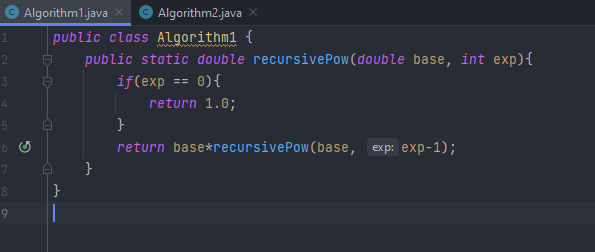 Algorithm1.java Algorithm2.java
1 public class Algorithm1 {
2 public static double recursivePow(double base, int exp){
3 if(exp == 0){
4 return 1.0;
5 }
6 return base*recursivePow(base, exp: exp-1);
7 }
8 }
9